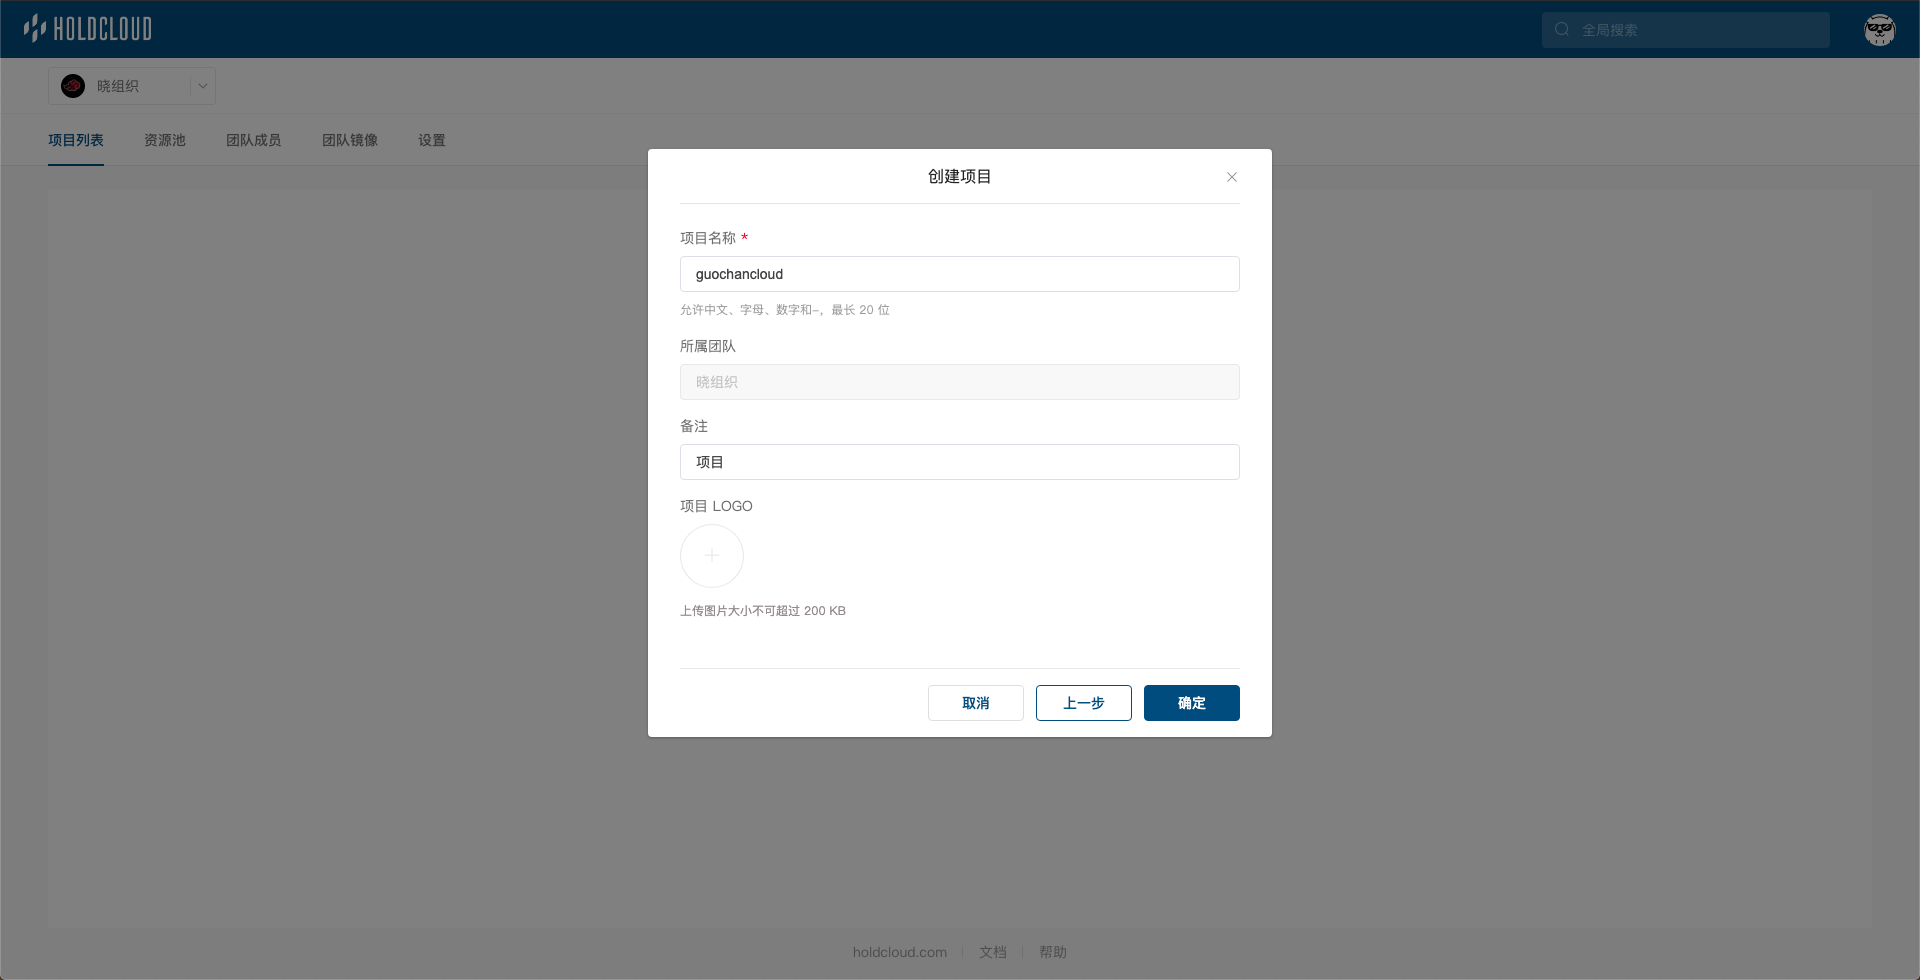 HOLDCLOUD
全局搜索
晓组织
项目列表
资源池
团队成员
团队镜像
设置
创建项目
项目名称 *
guochancloud
允许中文、字母、数字和-，最长 20 位
所属团队
晓组织
备注
项目
项目 LOGO
上传图片大小不可超过 200 KB
取消
上一步
确定
holdcloud.com
文档
帮助